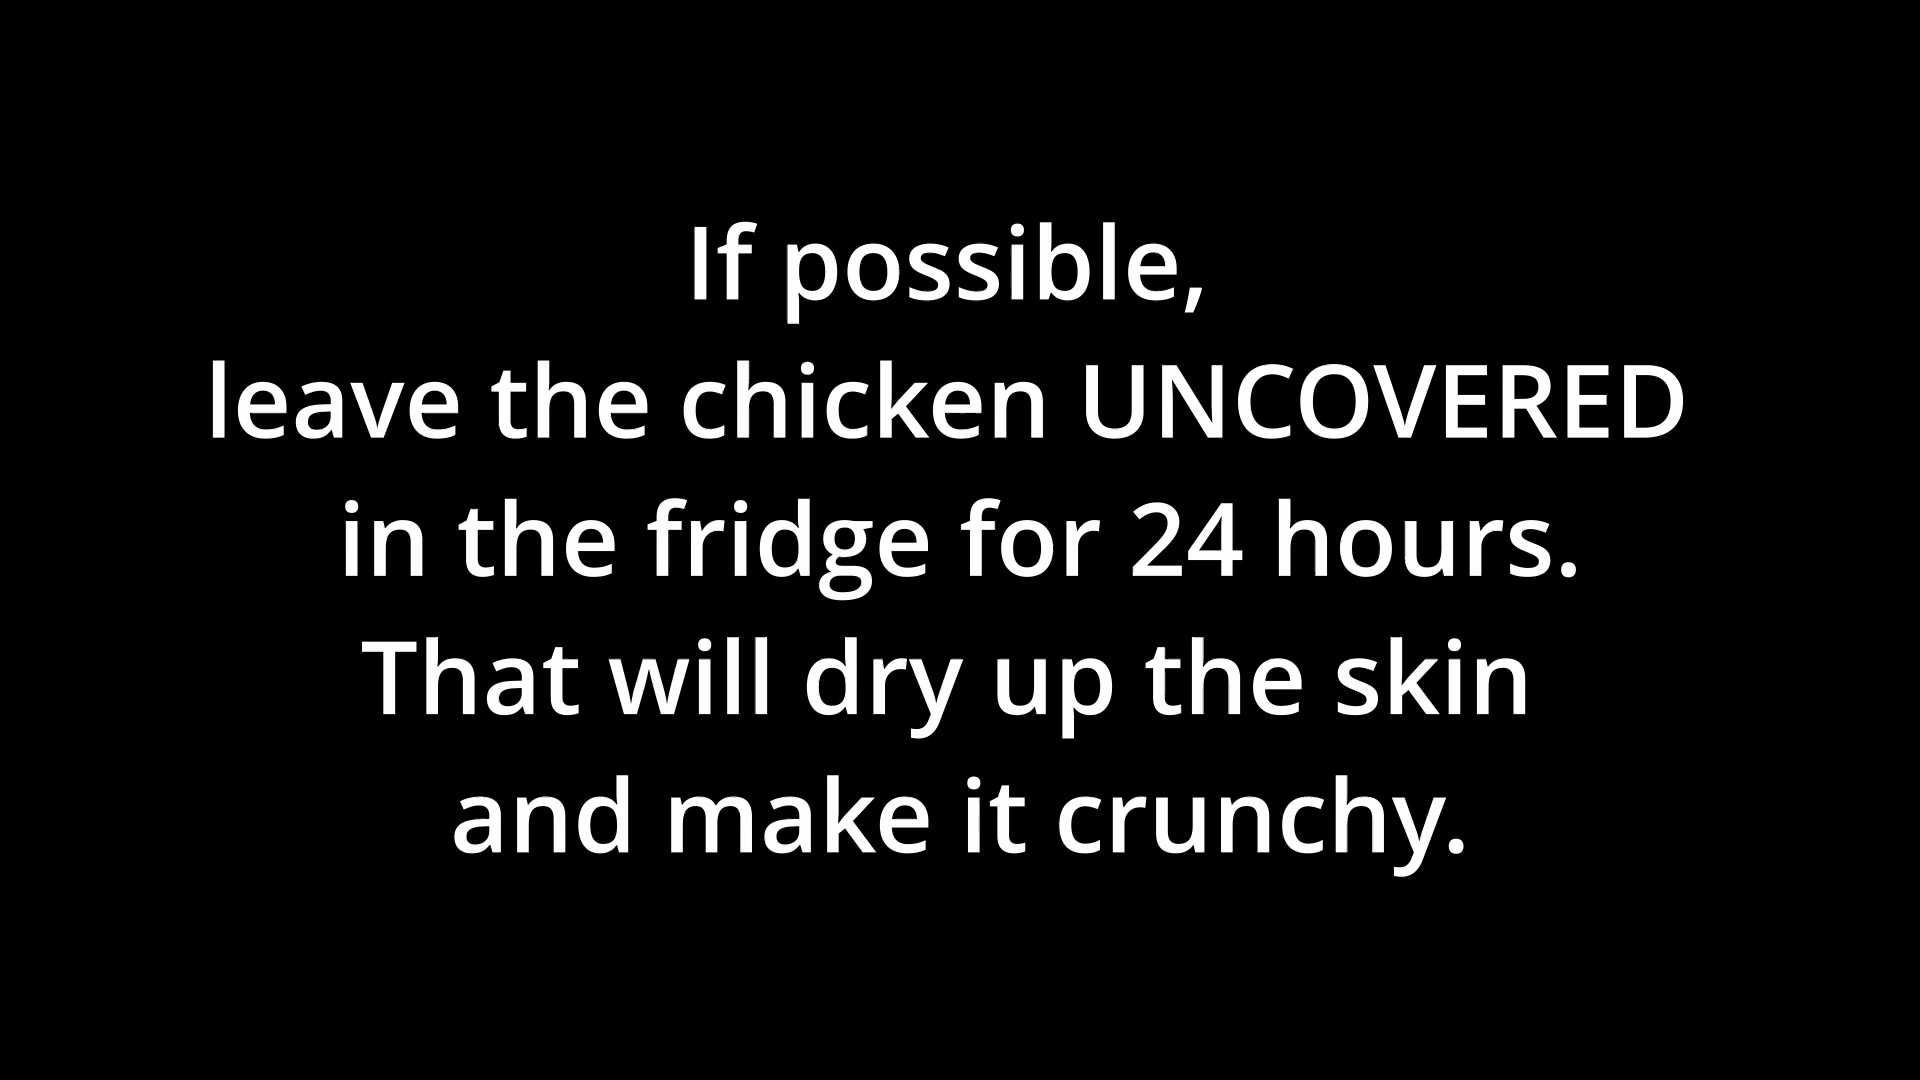 If possible,
leave the chicken UNCOVERED
in the fridge for 24 hours.
That will dry up the skin
and make it crunchy.